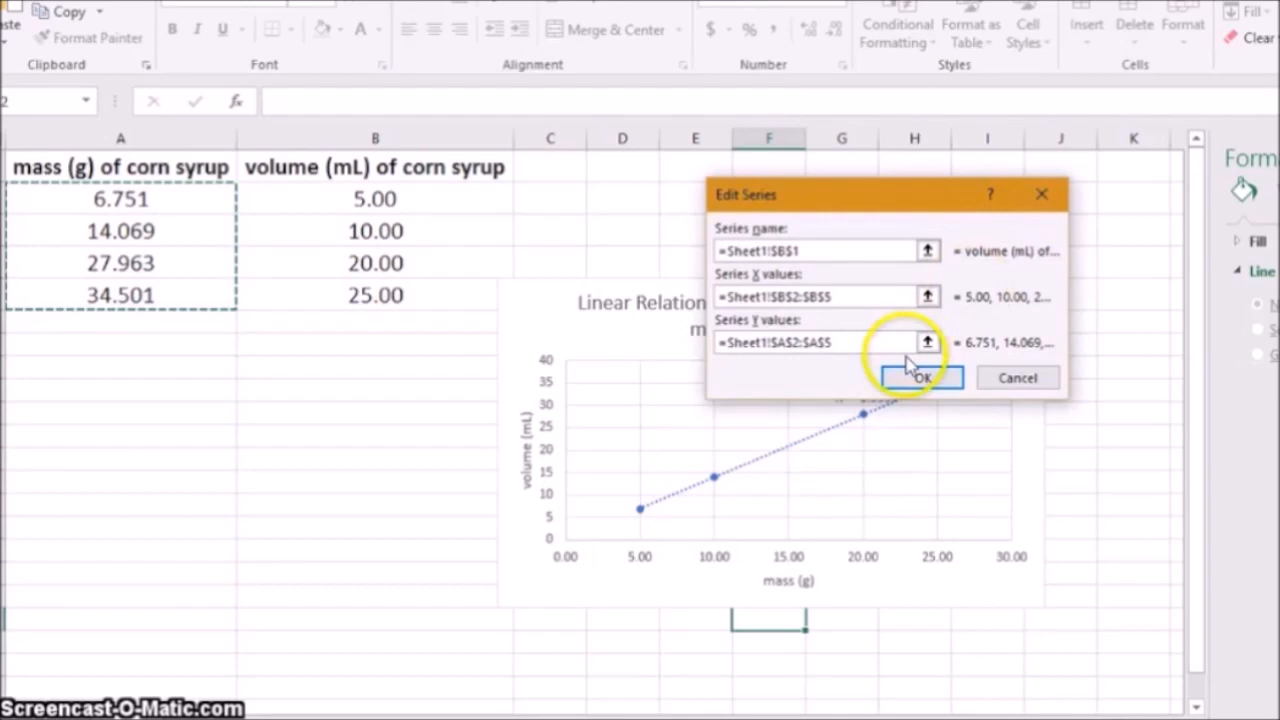 Copy
Format Painter
B I U
A
Merge & Center
$ % ,
Conditional Formatting
Format as Table
Cell Styles
Insert
Delete
Format
Fill
Clear
Clipboard
Font
Alignment
Number
Styles
Cells
2
fx
A B C D E F G H I J K
mass (g) of corn syrup volume (mL) of corn syrup
6.751 5.00
14.069 10.00
27.963 20.00
34.501 25.00
Edit Series ?
Series name:
=Sheet1!$B$1 = volume (mL) of...
Series X values:
=Sheet1!$B$2:$B$5 = 5.00, 10.00, 2...
Series Y values:
=Sheet1!$A$2:$A$5 = 6.751, 14.069,...
OK Cancel
Linear Relation
m
volume (mL)
40
35
30
25
20
15
10
5
0
0.00 5.00 10.00 15.00 20.00 25.00 30.00
mass (g)
Form
Fill
Line
Screencast-O-Matic.com